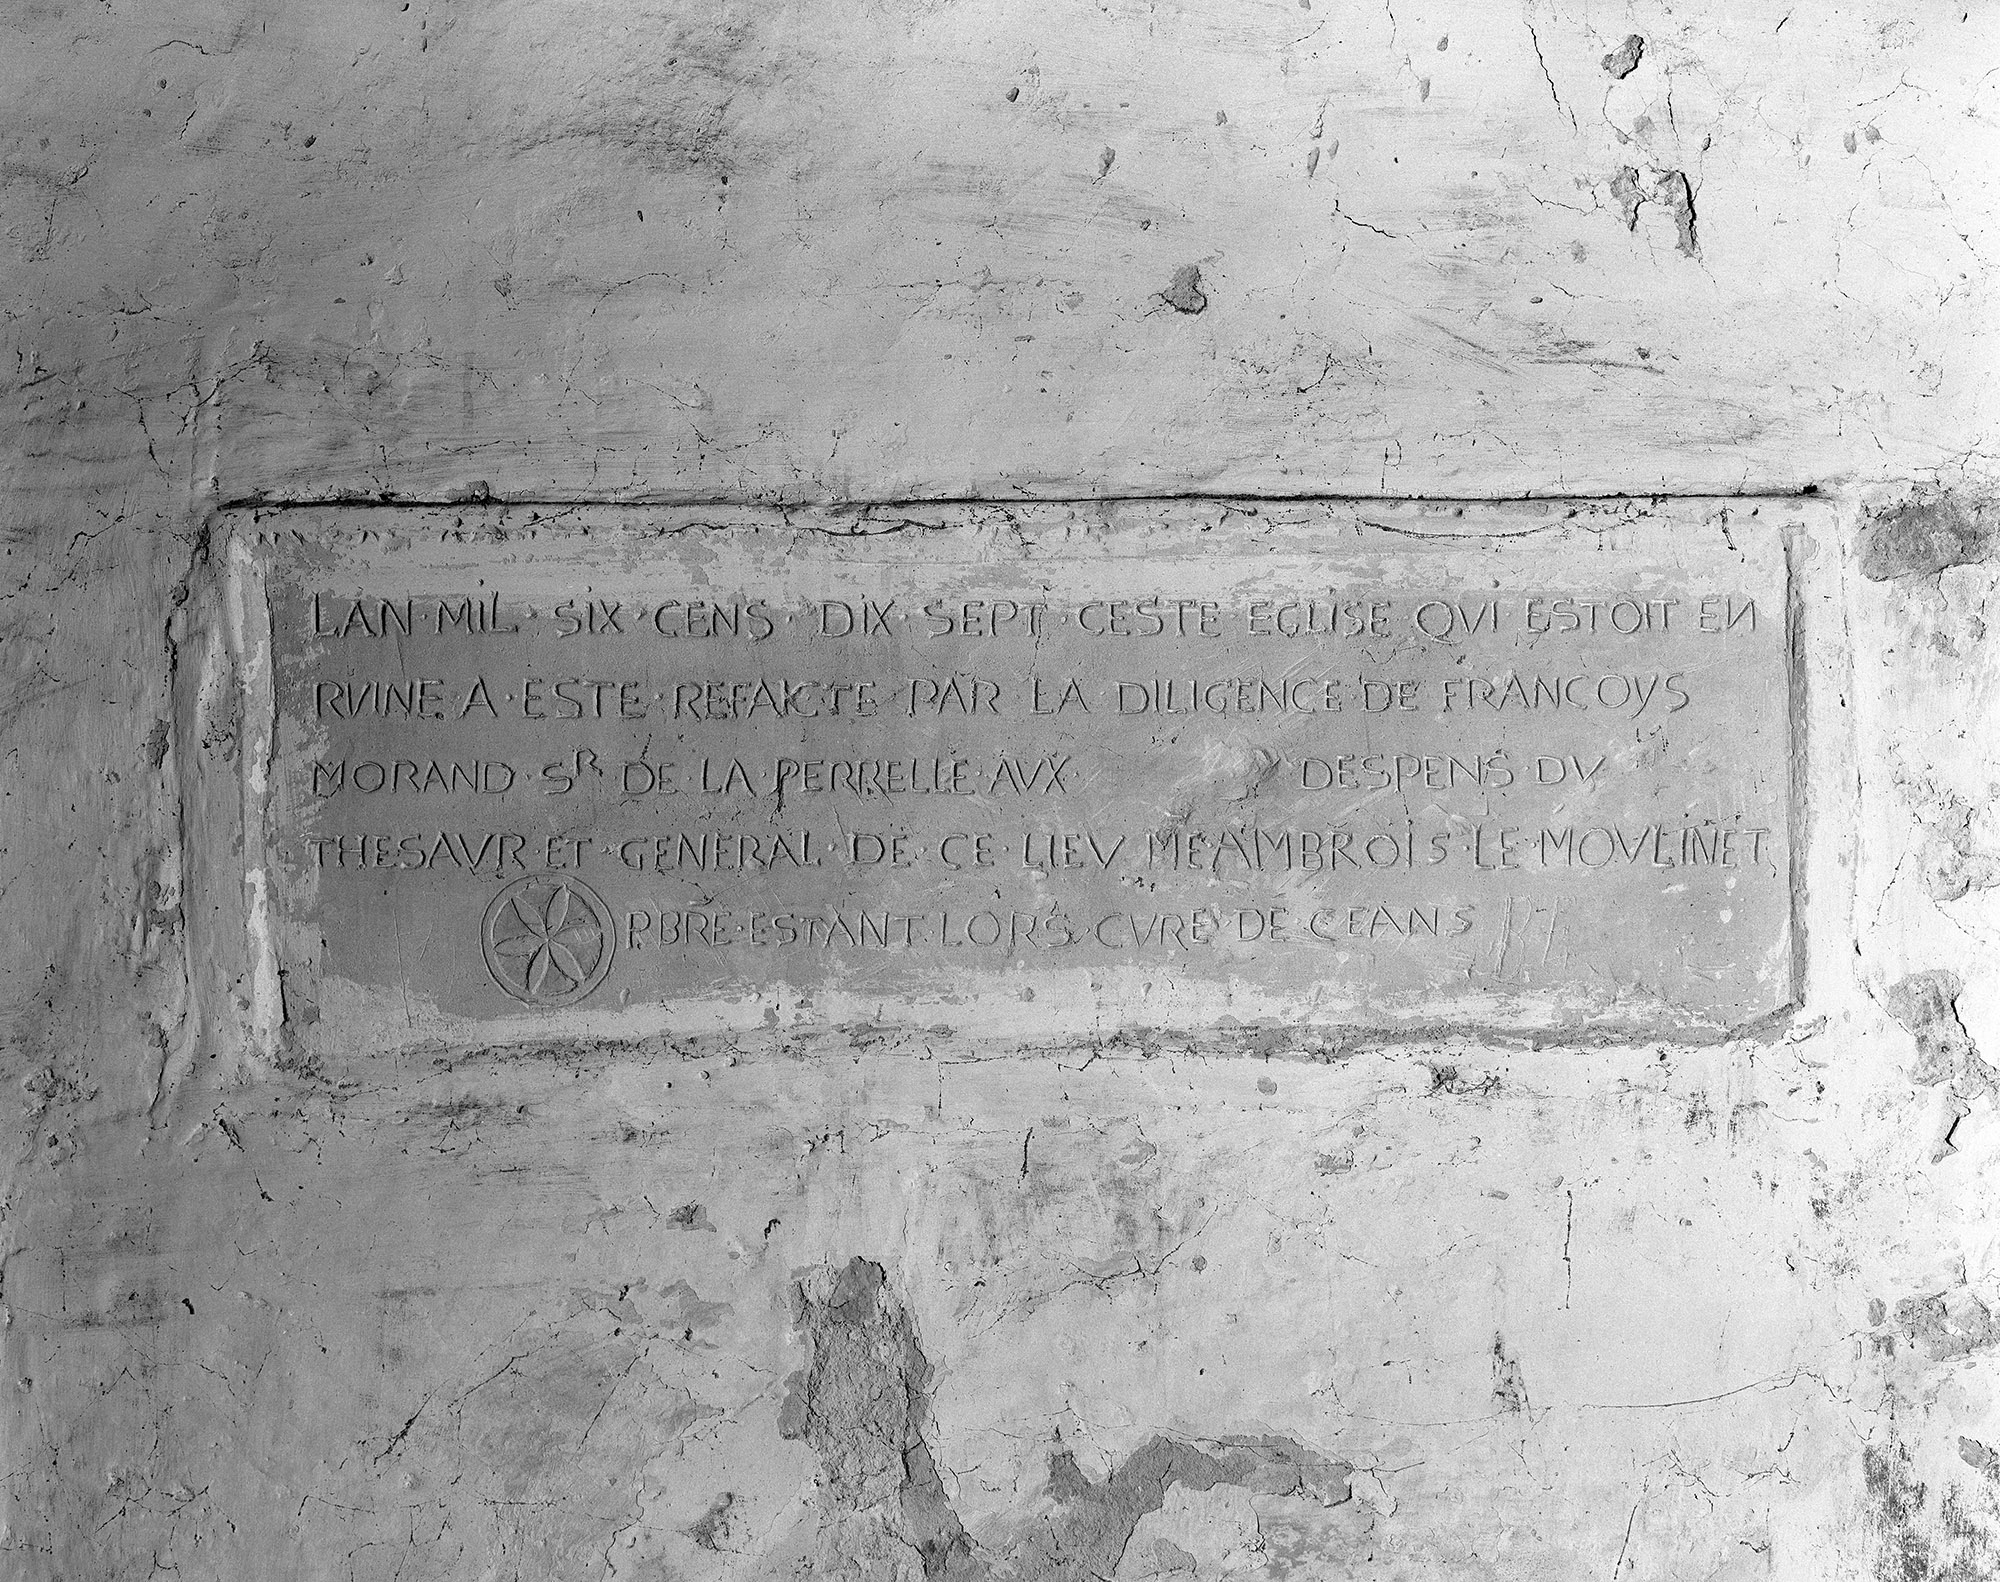 LAN·MIL·SIX·CENS·DIX·SEPT·CESTE·EGLISE·QVI·ESTOIT EN
RVINE·A·ESTE·REFAICTE PAR LA DILIGENCE·DE·FRANCOYS
MORAND·SR DE·LA·PERRELLE·AVX· DESPENS·DV
THESAVR·ET·GENERAL·DE·CE·LIEV ME AMBROIS·LE·MOVLINET
PBRE·ESTANT·LORS·CVRE·DE·CEANS